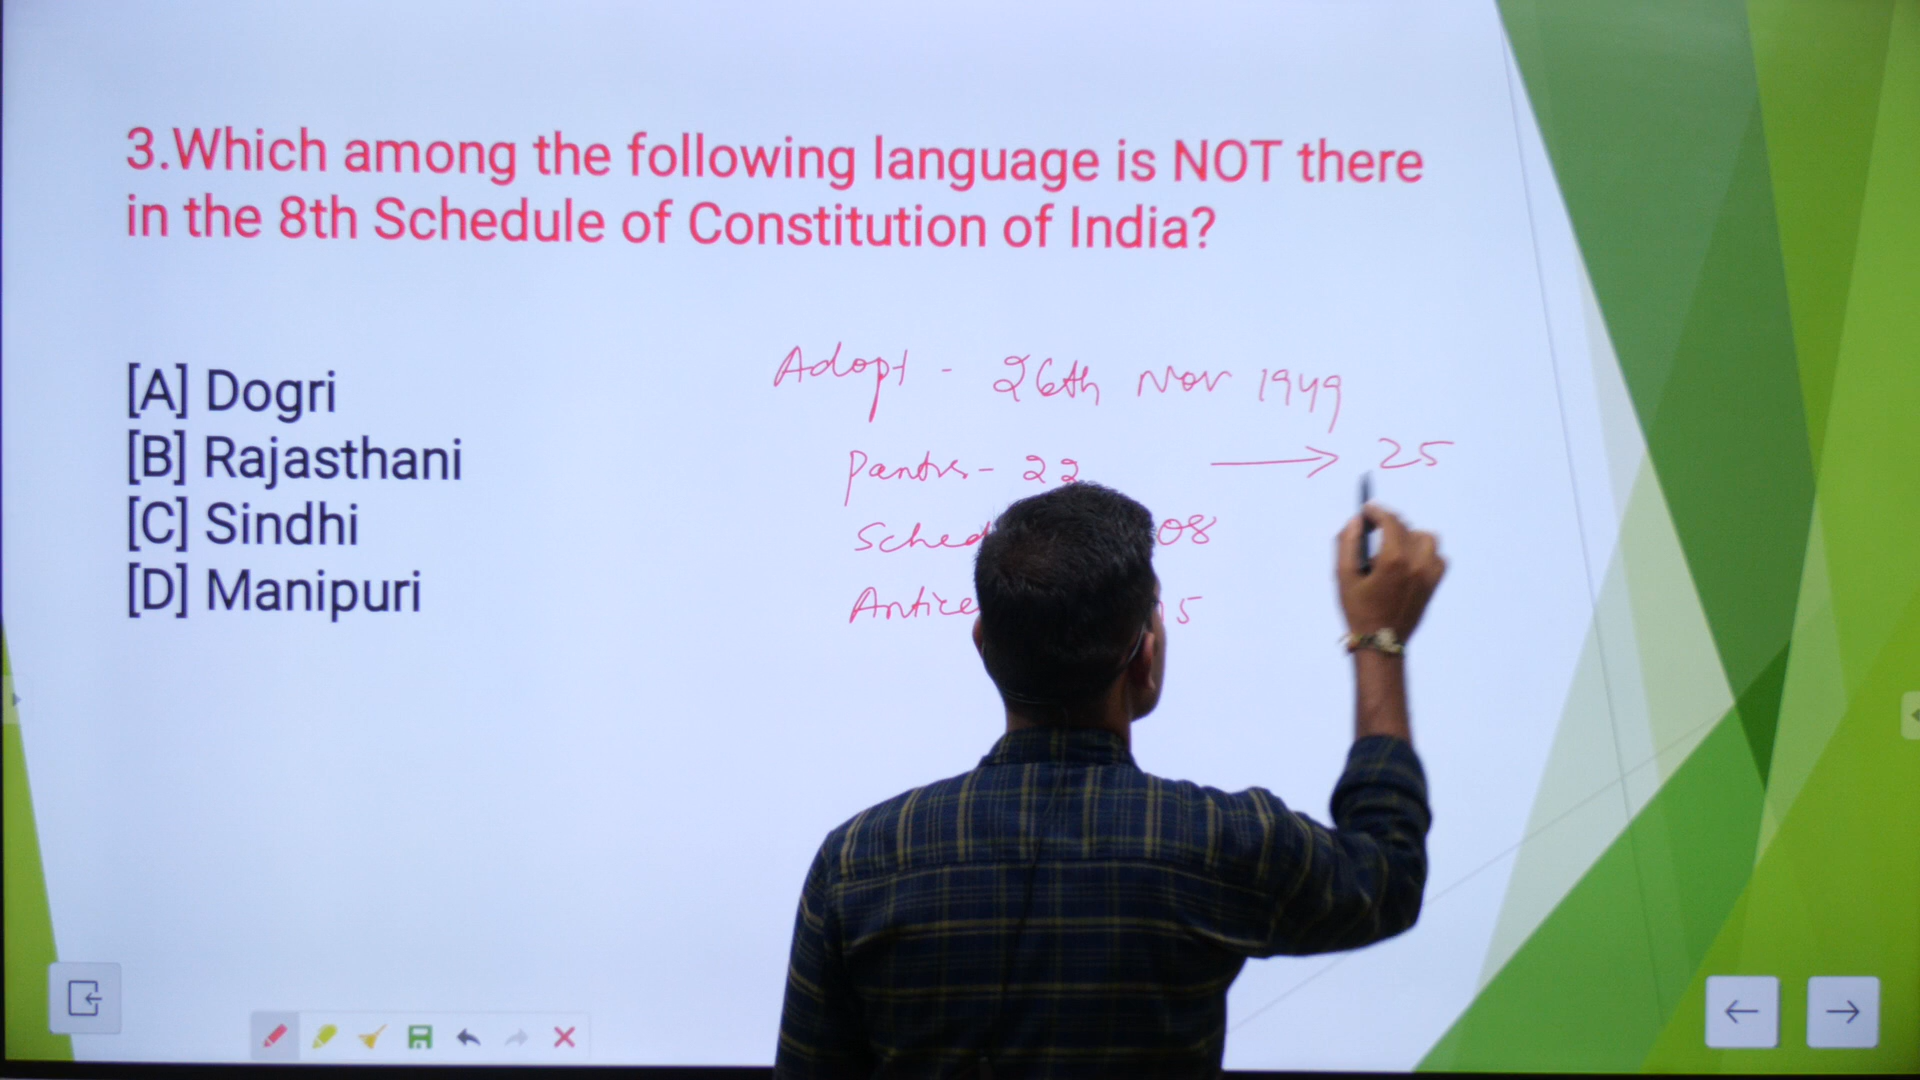 3.Which among the following language is NOT there
in the 8th Schedule of Constitution of India?
[A] Dogri
[B] Rajasthani
[C] Sindhi
[D] Manipuri
Adopt - 26th Nov 1949
- 22 → 25
08
5